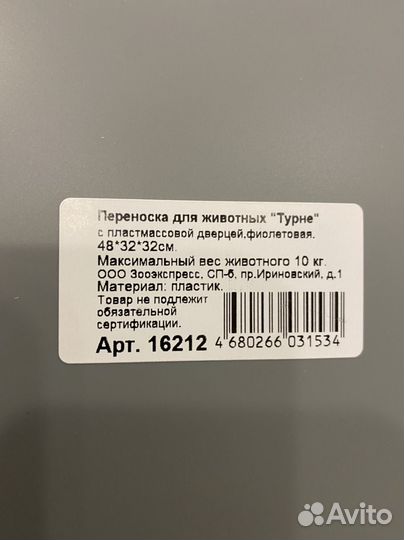 Переноска для животных "Турне"
с пластмассовой дверцей,фиолетовая.
48*32*32см.
Максимальный вес животного 10 кг.
ООО Зооэкспресс, СП-б, пр.Ириновский, д.1
Материал: пластик.
Товар не подлежит
обязательной
сертификации.
Арт. 16212
4 680266 031534
Avito